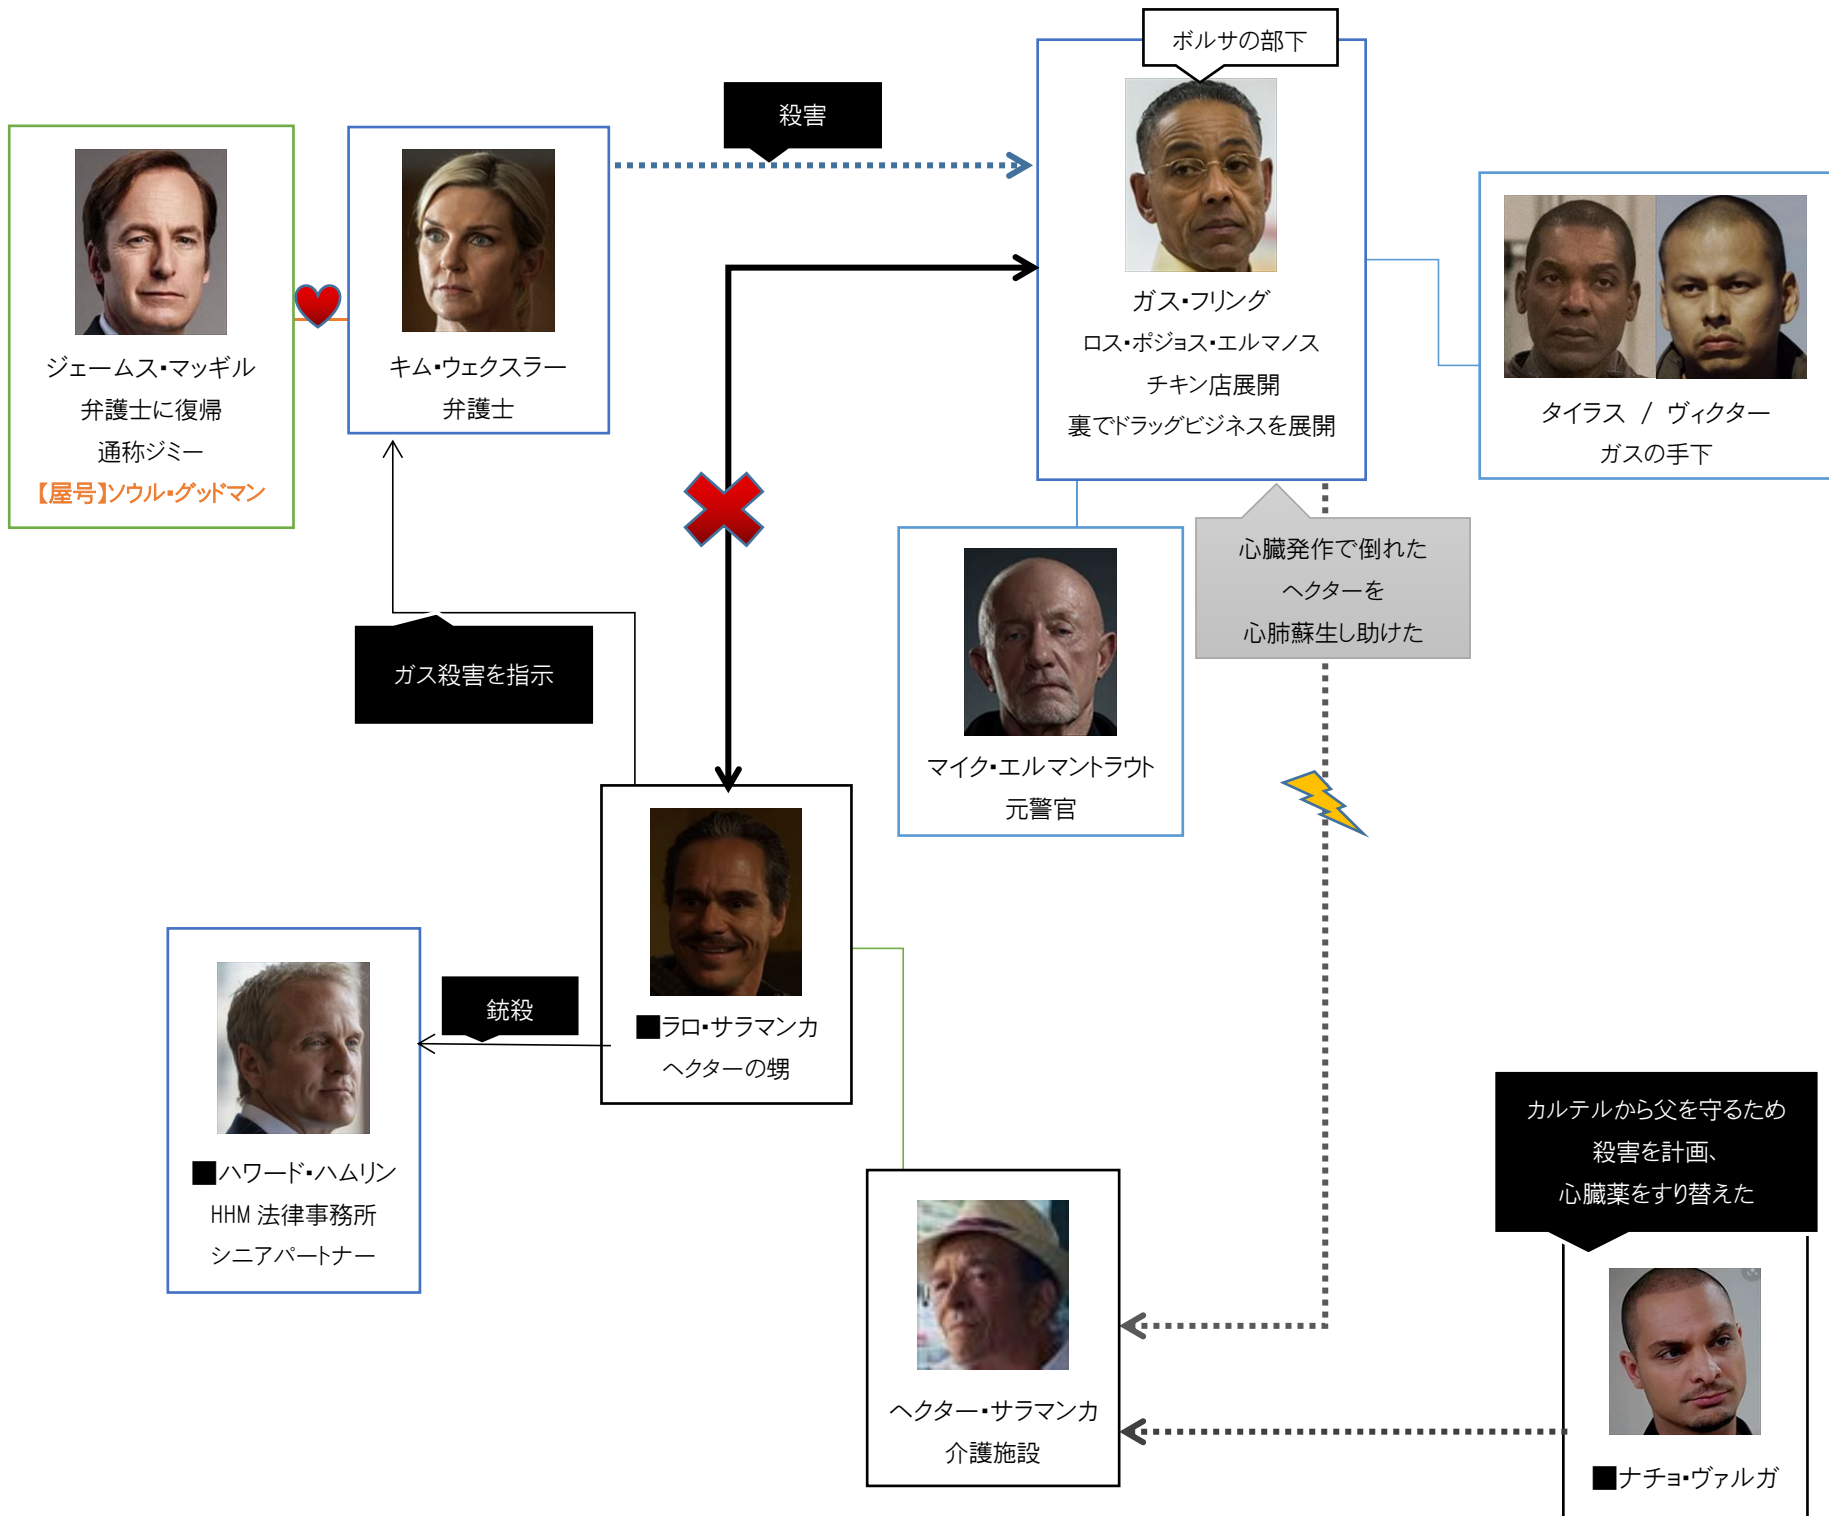 ボルサの部下
殺害
ジェームス・マッギル
弁護士に復帰
通称ジミー
【屋号】ソウル・グッドマン
キム・ウェクスラー
弁護士
ガス・フリング
ロス・ポジョス・エルマノス
チキン店展開
裏でドラッグビジネスを展開
タイラス / ヴィクター
ガスの手下
心臓発作で倒れた
ヘクターを
心肺蘇生し助けた
ガス殺害を指示
マイク・エルマントラウト
元警官
銃殺
■ラロ・サラマンカ
ヘクターの甥
■ハワード・ハムリン
HHM 法律事務所
シニアパートナー
カルテルから父を守るため
殺害を計画、
心臓薬をすり替えた
ヘクター・サラマンカ
介護施設
■ナチョ・ヴァルガ